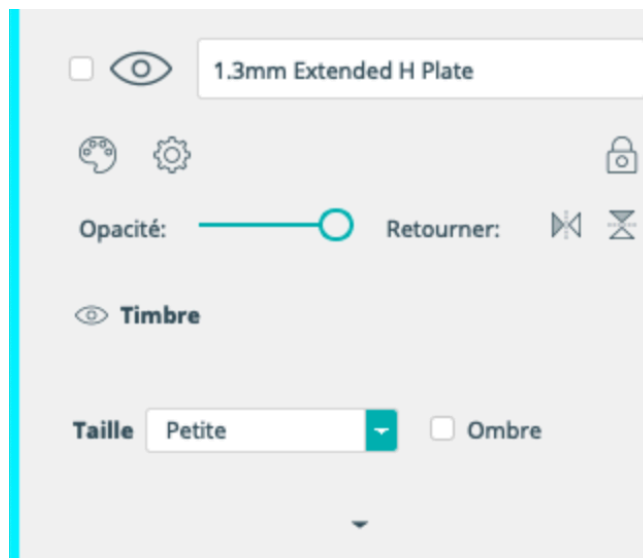 1.3mm Extended H Plate
Opacité: Retourner:
Timbre
Taille Petite Ombre